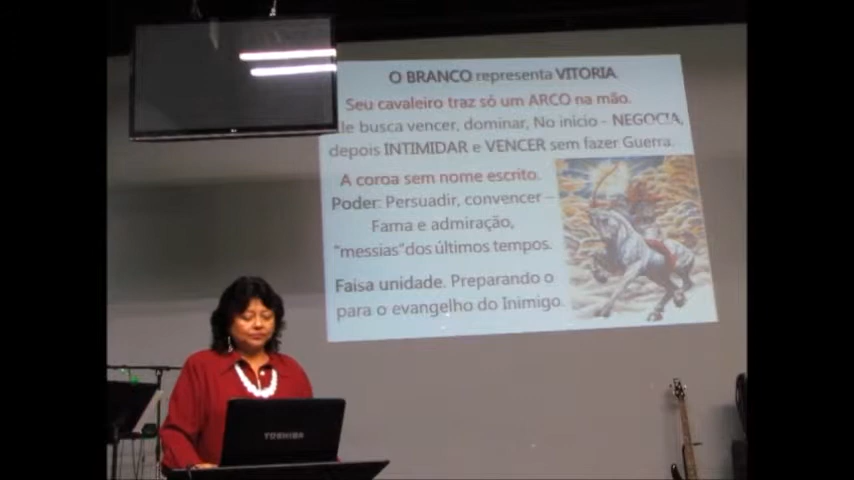 O BRANCO representa VITORIA.
Seu cavaleiro traz só um ARCO na mão.
le busca vencer, dominar, No início - NEGOCIA,
depois INTIMIDAR e VENCER sem fazer Guerra.
A coroa sem nome escrito.
Poder: Persuadir, convencer –
Fama e admiração,
"messias"dos últimos tempos.
Faisa unidade. Preparando o
para o evangelho do Inimigo.
TOSHIBA